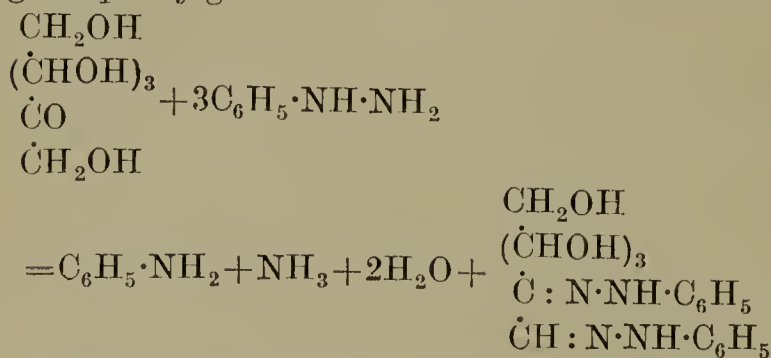 CH₂OH
(ĊHOH)₃
ĊO
ĊH₂OH
+3C₆H₅·NH·NH₂
CH₂OH
(ĊHOH)₃
=C₆H₅·NH₂+NH₃+2H₂O+
Ċ : N·NH·C₆H₅
ĊH : N·NH·C₆H₅